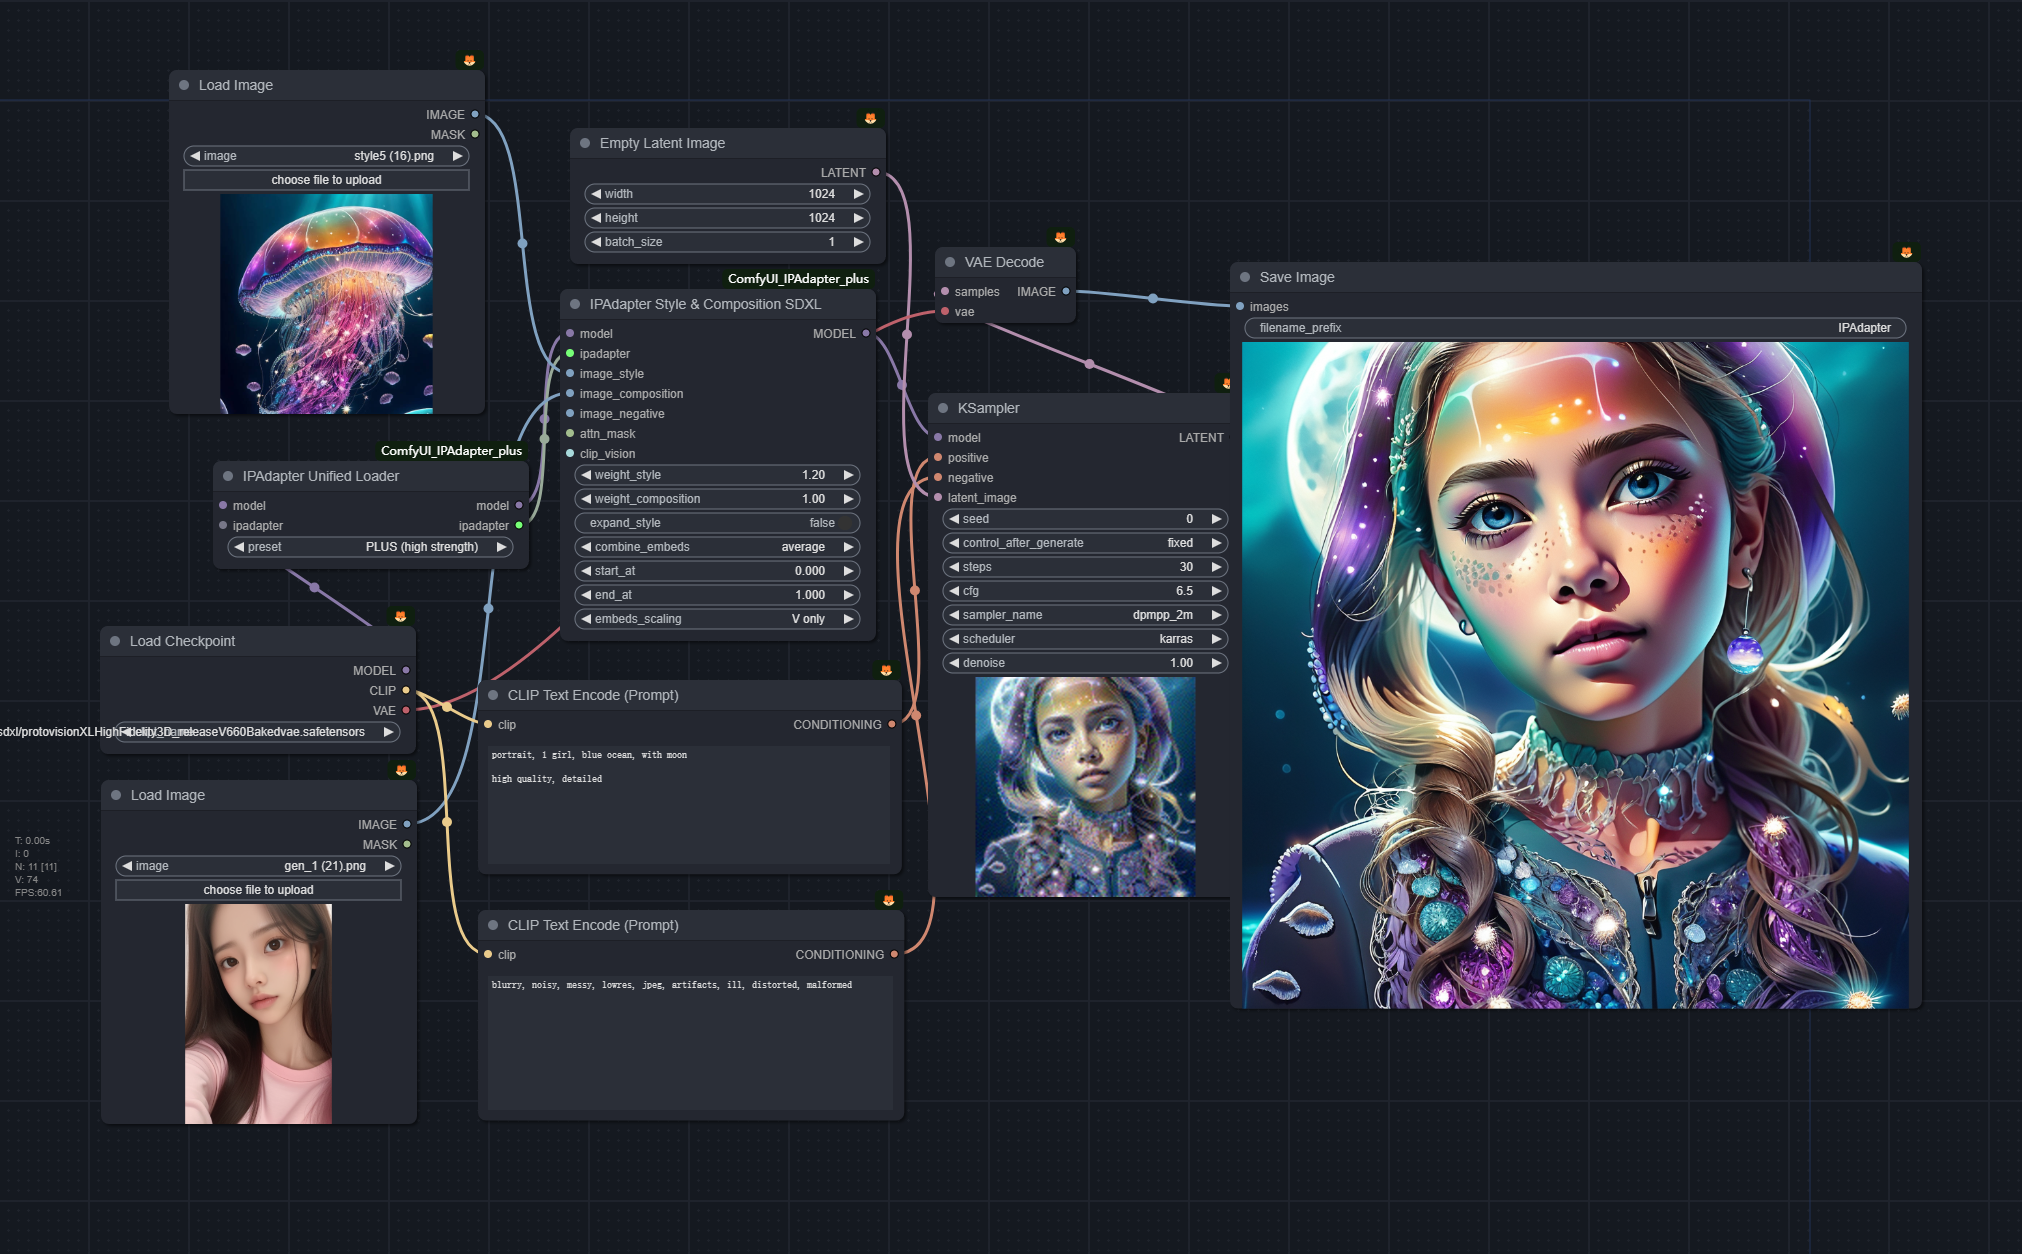 Load Image
IMAGE
MASK
image style5 (16).png
choose file to upload
Empty Latent Image
LATENT
width 1024
height 1024
batch_size 1
ComfyUI_IPAdapter_plus
IPAdapter Style & Composition SDXL
model MODEL
ipadapter
image_style
image_composition
image_negative
attn_mask
clip_vision
weight_style 1.20
weight_composition 1.00
expand_style false
combine_embeds average
start_at 0.000
end_at 1.000
embeds_scaling V only
VAE Decode
samples IMAGE
vae
Save Image
images
filename_prefix IPAdapter
KSampler
model LATENT
positive
negative
latent_image
seed 0
control_after_generate fixed
steps 30
cfg 6.5
sampler_name dpmpp_2m
scheduler karras
denoise 1.00
ComfyUI_IPAdapter_plus
IPAdapter Unified Loader
model model
ipadapter ipadapter
preset PLUS (high strength)
Load Checkpoint
MODEL
CLIP
VAE
sdxl/protovisionXLHighFidelity3D_releaseV660Bakedvae.safetensors
CLIP Text Encode (Prompt)
clip CONDITIONING
portrait, 1 girl, blue ocean, with moon
high quality, detailed
Load Image
IMAGE
MASK
image gen_1 (21).png
choose file to upload
CLIP Text Encode (Prompt)
clip CONDITIONING
blurry, noisy, messy, lowres, jpeg, artifacts, ill, distorted, malformed
T: 0.00s
I: 0
N: 11 [11]
V: 74
FPS:60.61